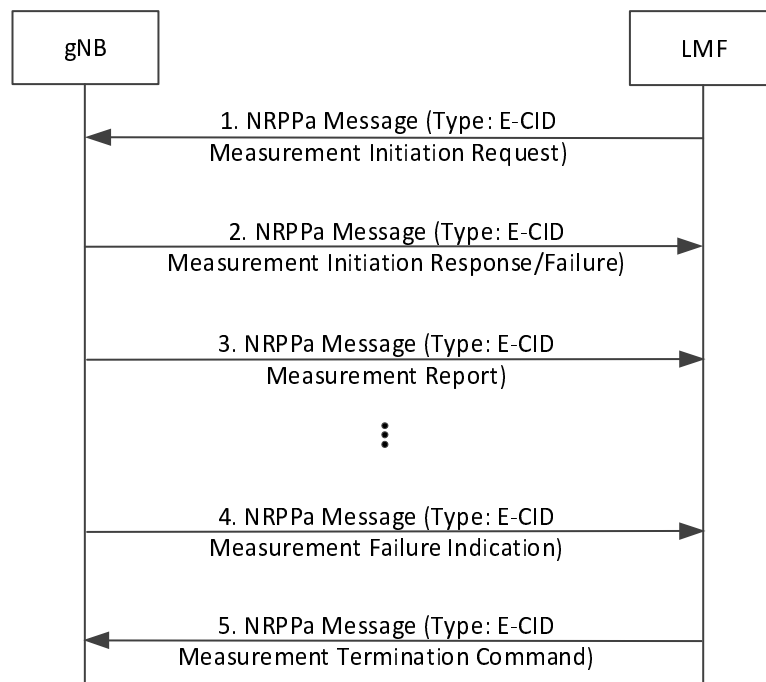 gNB
LMF
1. NRPPa Message (Type: E-CID
Measurement Initiation Request)
2. NRPPa Message (Type: E-CID
Measurement Initiation Response/Failure)
3. NRPPa Message (Type: E-CID
Measurement Report)
4. NRPPa Message (Type: E-CID
Measurement Failure Indication)
5. NRPPa Message (Type: E-CID
Measurement Termination Command)